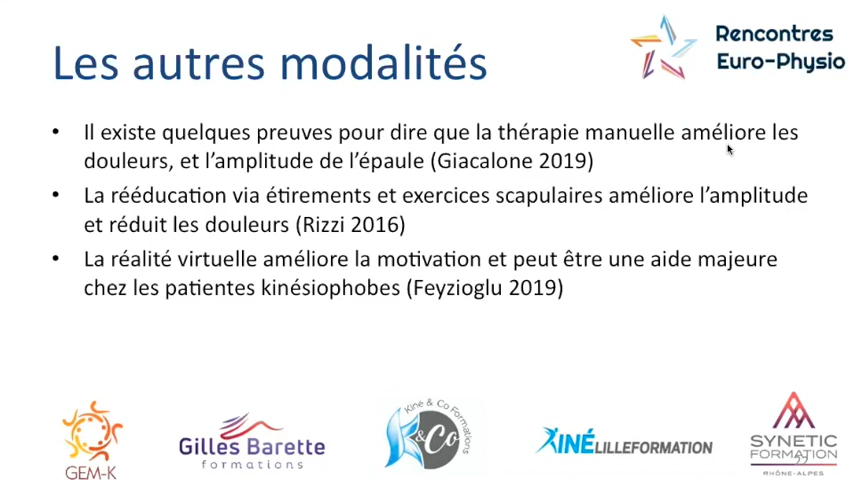 Les autres modalités
Rencontres
Euro-Physio
• Il existe quelques preuves pour dire que la thérapie manuelle améliore les
douleurs, et l'amplitude de l'épaule (Giacalone 2019)
• La rééducation via étirements et exercices scapulaires améliore l'amplitude
et réduit les douleurs (Rizzi 2016)
• La réalité virtuelle améliore la motivation et peut être une aide majeure
chez les patientes kinésiophobes (Feyzioglu 2019)
GEM-K
Gilles Barette
formations
Kiné & Co Formations
K&Co
KINÉLILLEFORMATION
SYNETIC
FORMATION
RHÔNE-ALPES